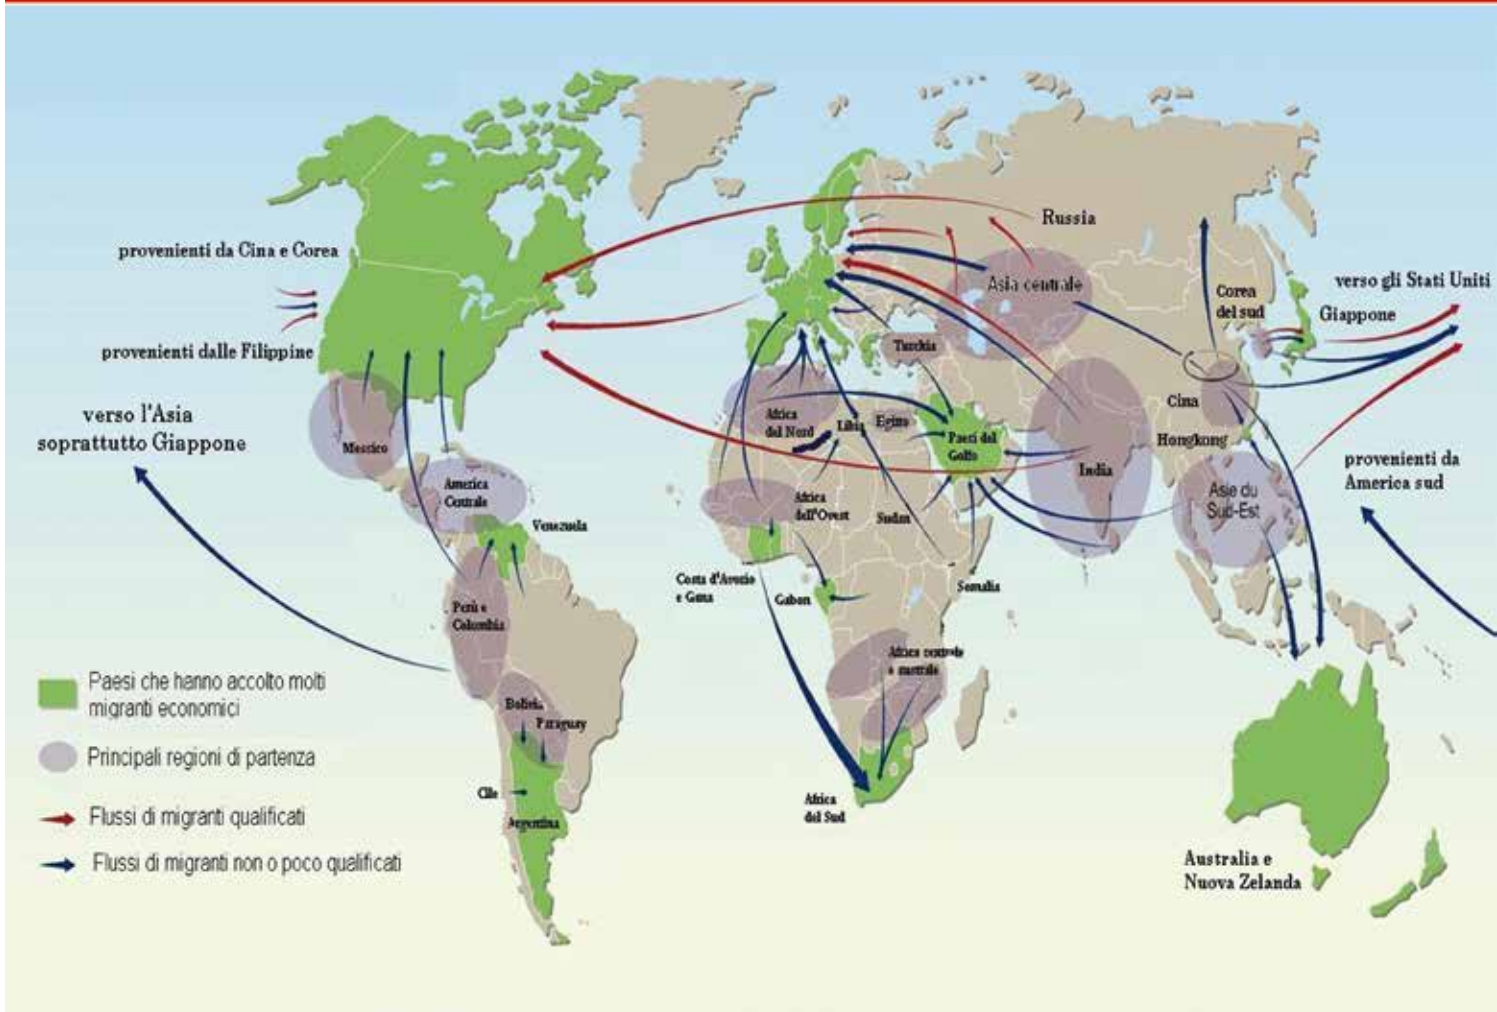 Russia
provenienti da Cina e Corea
Asia centrale
verso gli Stati Uniti
Corea
del sud
Giappone
provenienti dalle Filippine
Turchia
verso l'Asia
soprattutto Giappone
Cina
Africa
del Nord
Libia
Egitto
Paesi del
Golfo
Hongkong
Messico
India
provenienti da
America sud
America
Centrale
Asie du
Sud-Est
Africa
dell'Ovest
Sudan
Venezuela
Costa d'Avorio
e Gana
Gabon
Somalia
Perù e
Colombia
Africa centrale
e australe
Paesi che hanno accolto molti
migranti economici
Bolivia
Paraguay
Principali regioni di partenza
Cile
Africa
del Sud
Flussi di migranti qualificati
Argentina
Flussi di migranti non o poco qualificati
Australia e
Nuova Zelanda